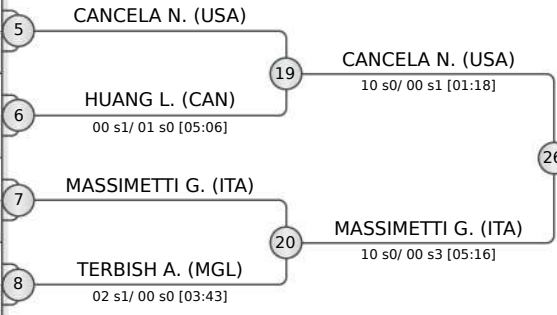 CANCELA N. (USA)
5
19
CANCELA N. (USA)
10 s0/ 00 s1 [01:18]
HUANG L. (CAN)
6
00 s1/ 01 s0 [05:06]
26
MASSIMETTI G. (ITA)
7
20
MASSIMETTI G. (ITA)
10 s0/ 00 s3 [05:16]
TERBISH A. (MGL)
8
02 s1/ 00 s0 [03:43]